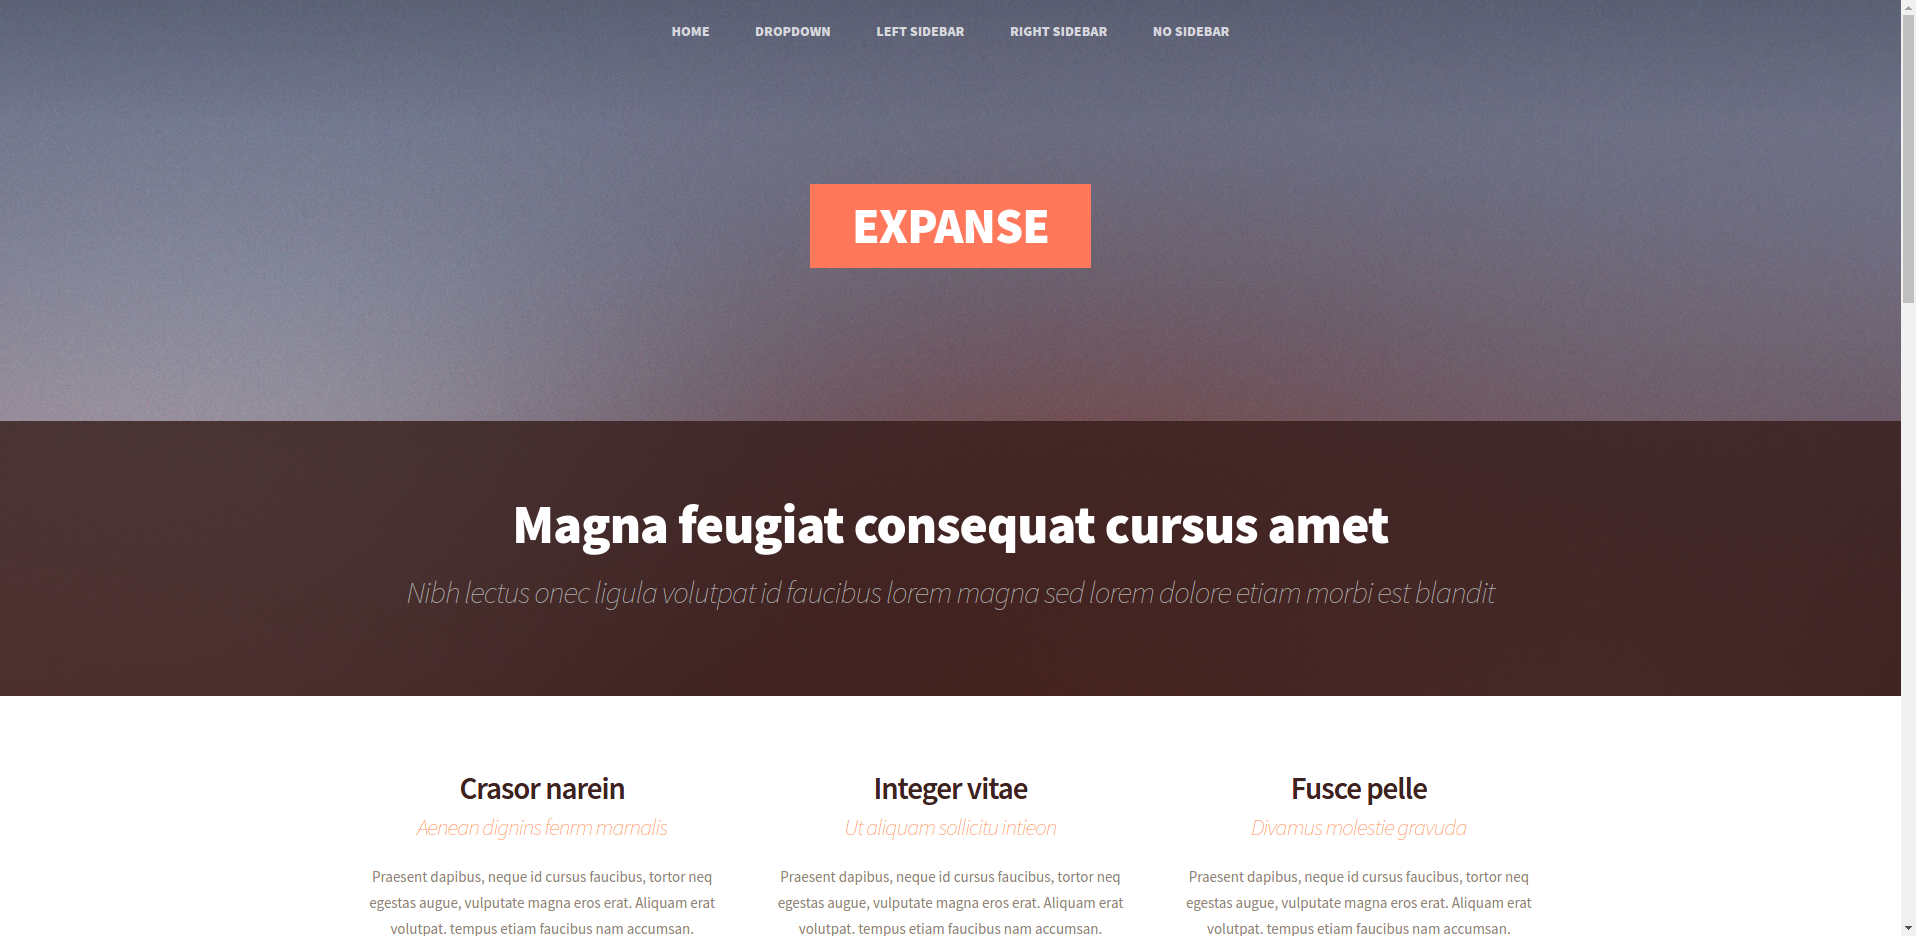 HOME DROPDOWN LEFT SIDEBAR RIGHT SIDEBAR NO SIDEBAR
EXPANSE
Magna feugiat consequat cursus amet
Nibh lectus onec ligula volutpat id faucibus lorem magna sed lorem dolore etiam morbi est blandit
Crasor narein
Aenean dignins fenrm marnalis
Praesent dapibus, neque id cursus faucibus, tortor neq
egestas augue, vulputate magna eros erat. Aliquam erat
volutpat. tempus etiam faucibus nam accumsan.
Integer vitae
Ut aliquam sollicitu intieon
Praesent dapibus, neque id cursus faucibus, tortor neq
egestas augue, vulputate magna eros erat. Aliquam erat
volutpat. tempus etiam faucibus nam accumsan.
Fusce pelle
Divamus molestie gravuda
Praesent dapibus, neque id cursus faucibus, tortor neq
egestas augue, vulputate magna eros erat. Aliquam erat
volutpat. tempus etiam faucibus nam accumsan.